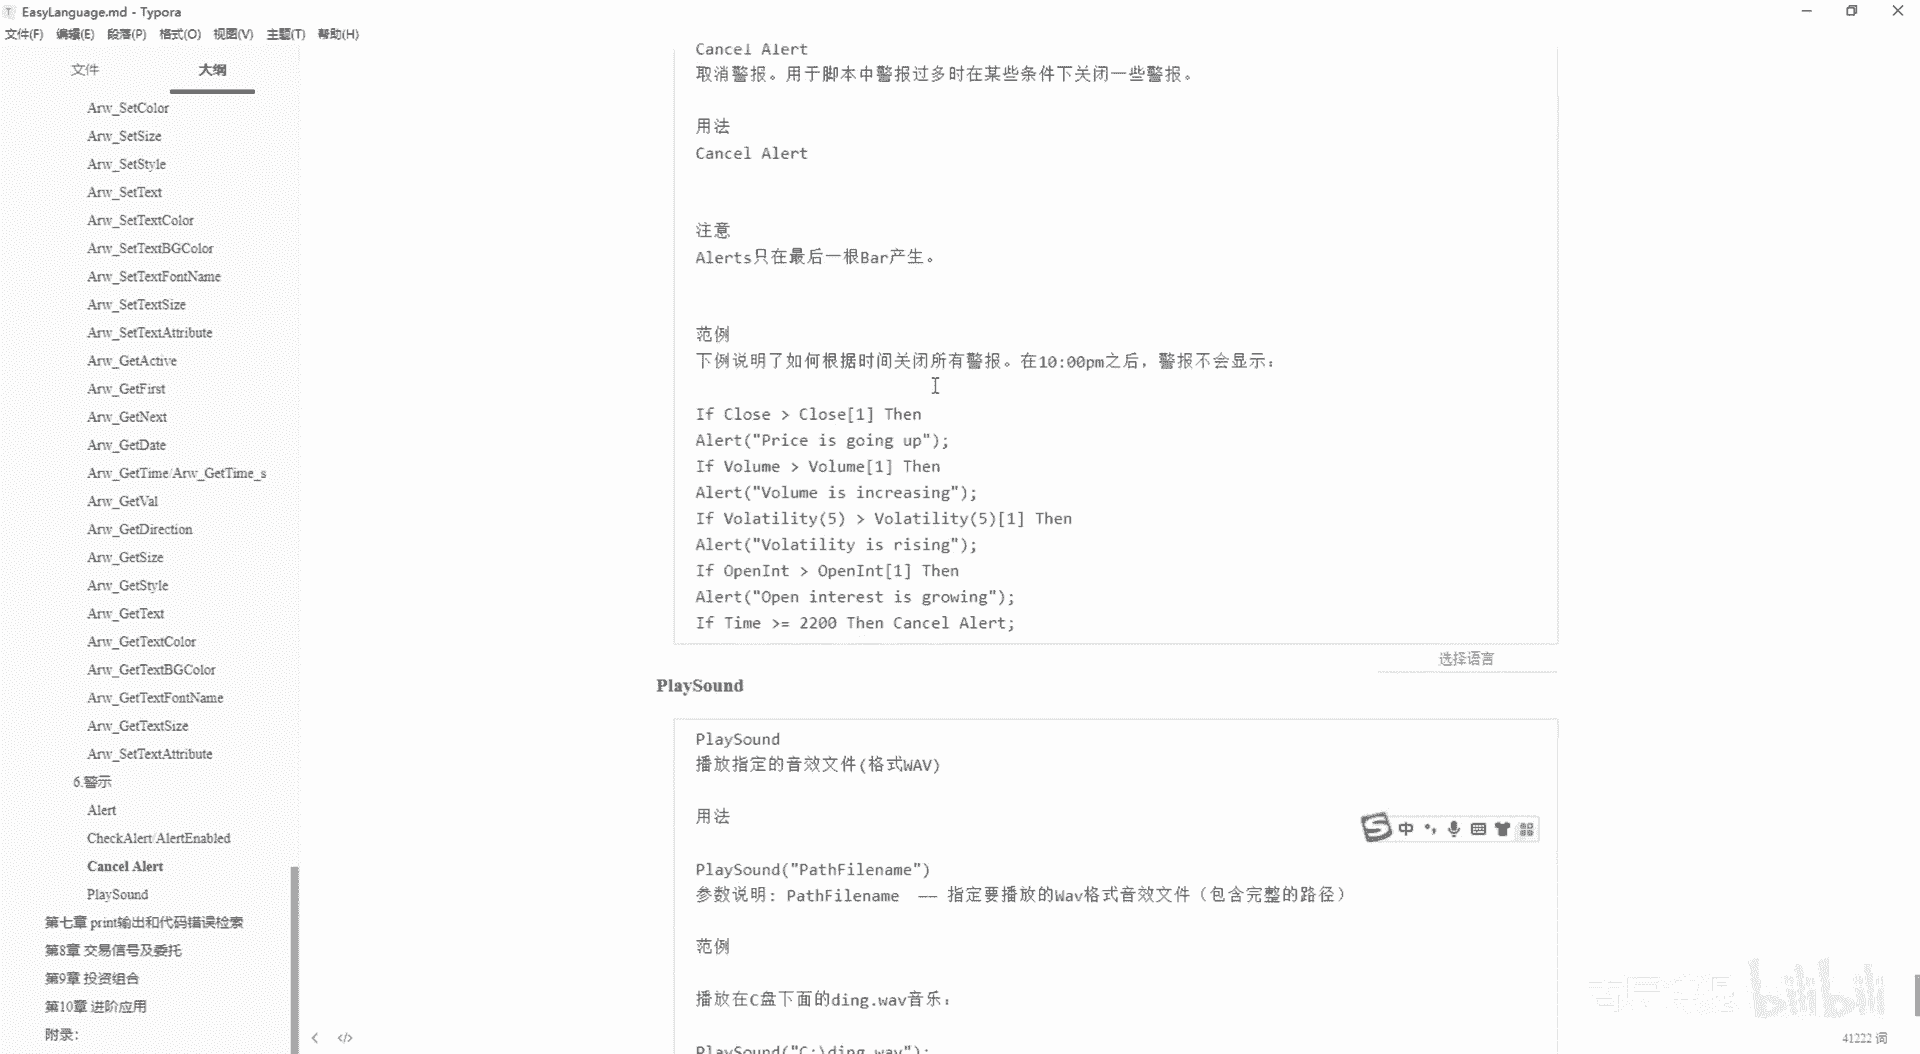 EasyLanguage.md - Typora
文件(F) 编辑(E) 段落(P) 格式(O) 视图(V) 主题(T) 帮助(H)
文件 大纲
Arw_SetColor
Arw_SetSize
Arw_SetStyle
Arw_SetText
Arw_SetTextColor
Arw_SetTextBGColor
Arw_SetTextFontName
Arw_SetTextSize
Arw_SetTextAttribute
Arw_GetActive
Arw_GetFirst
Arw_GetNext
Arw_GetDate
Arw_GetTime/Arw_GetTime_s
Arw_GetVal
Arw_GetDirection
Arw_GetSize
Arw_GetStyle
Arw_GetText
Arw_GetTextColor
Arw_GetTextBGColor
Arw_GetTextFontName
Arw_GetTextSize
Arw_SetTextAttribute
6.警示
Alert
CheckAlert/AlertEnabled
Cancel Alert
PlaySound
第七章 print输出和代码错误检索
第8章 交易信号及委托
第9章 投资组合
第10章 进阶应用
附录：
Cancel Alert
取消警报。用于脚本中警报过多时在某些条件下关闭一些警报。
用法
Cancel Alert
注意
Alerts只在最后一根Bar产生。
范例
下例说明了如何根据时间关闭所有警报。在10:00pm之后，警报不会显示：
If Close > Close[1] Then
Alert("Price is going up");
If Volume > Volume[1] Then
Alert("Volume is increasing");
If Volatility(5) > Volatility(5)[1] Then
Alert("Volatility is rising");
If OpenInt > OpenInt[1] Then
Alert("Open interest is growing");
If Time >= 2200 Then Cancel Alert;
选择语言
PlaySound
PlaySound
播放指定的音效文件(格式WAV)
用法
PlaySound("PathFilename")
参数说明: PathFilename —— 指定要播放的Wav格式音效文件（包含完整的路径）
范例
播放在C盘下面的ding.wav音乐：
PlaySound("C:\ding.wav");
中
bilibili
41222 词